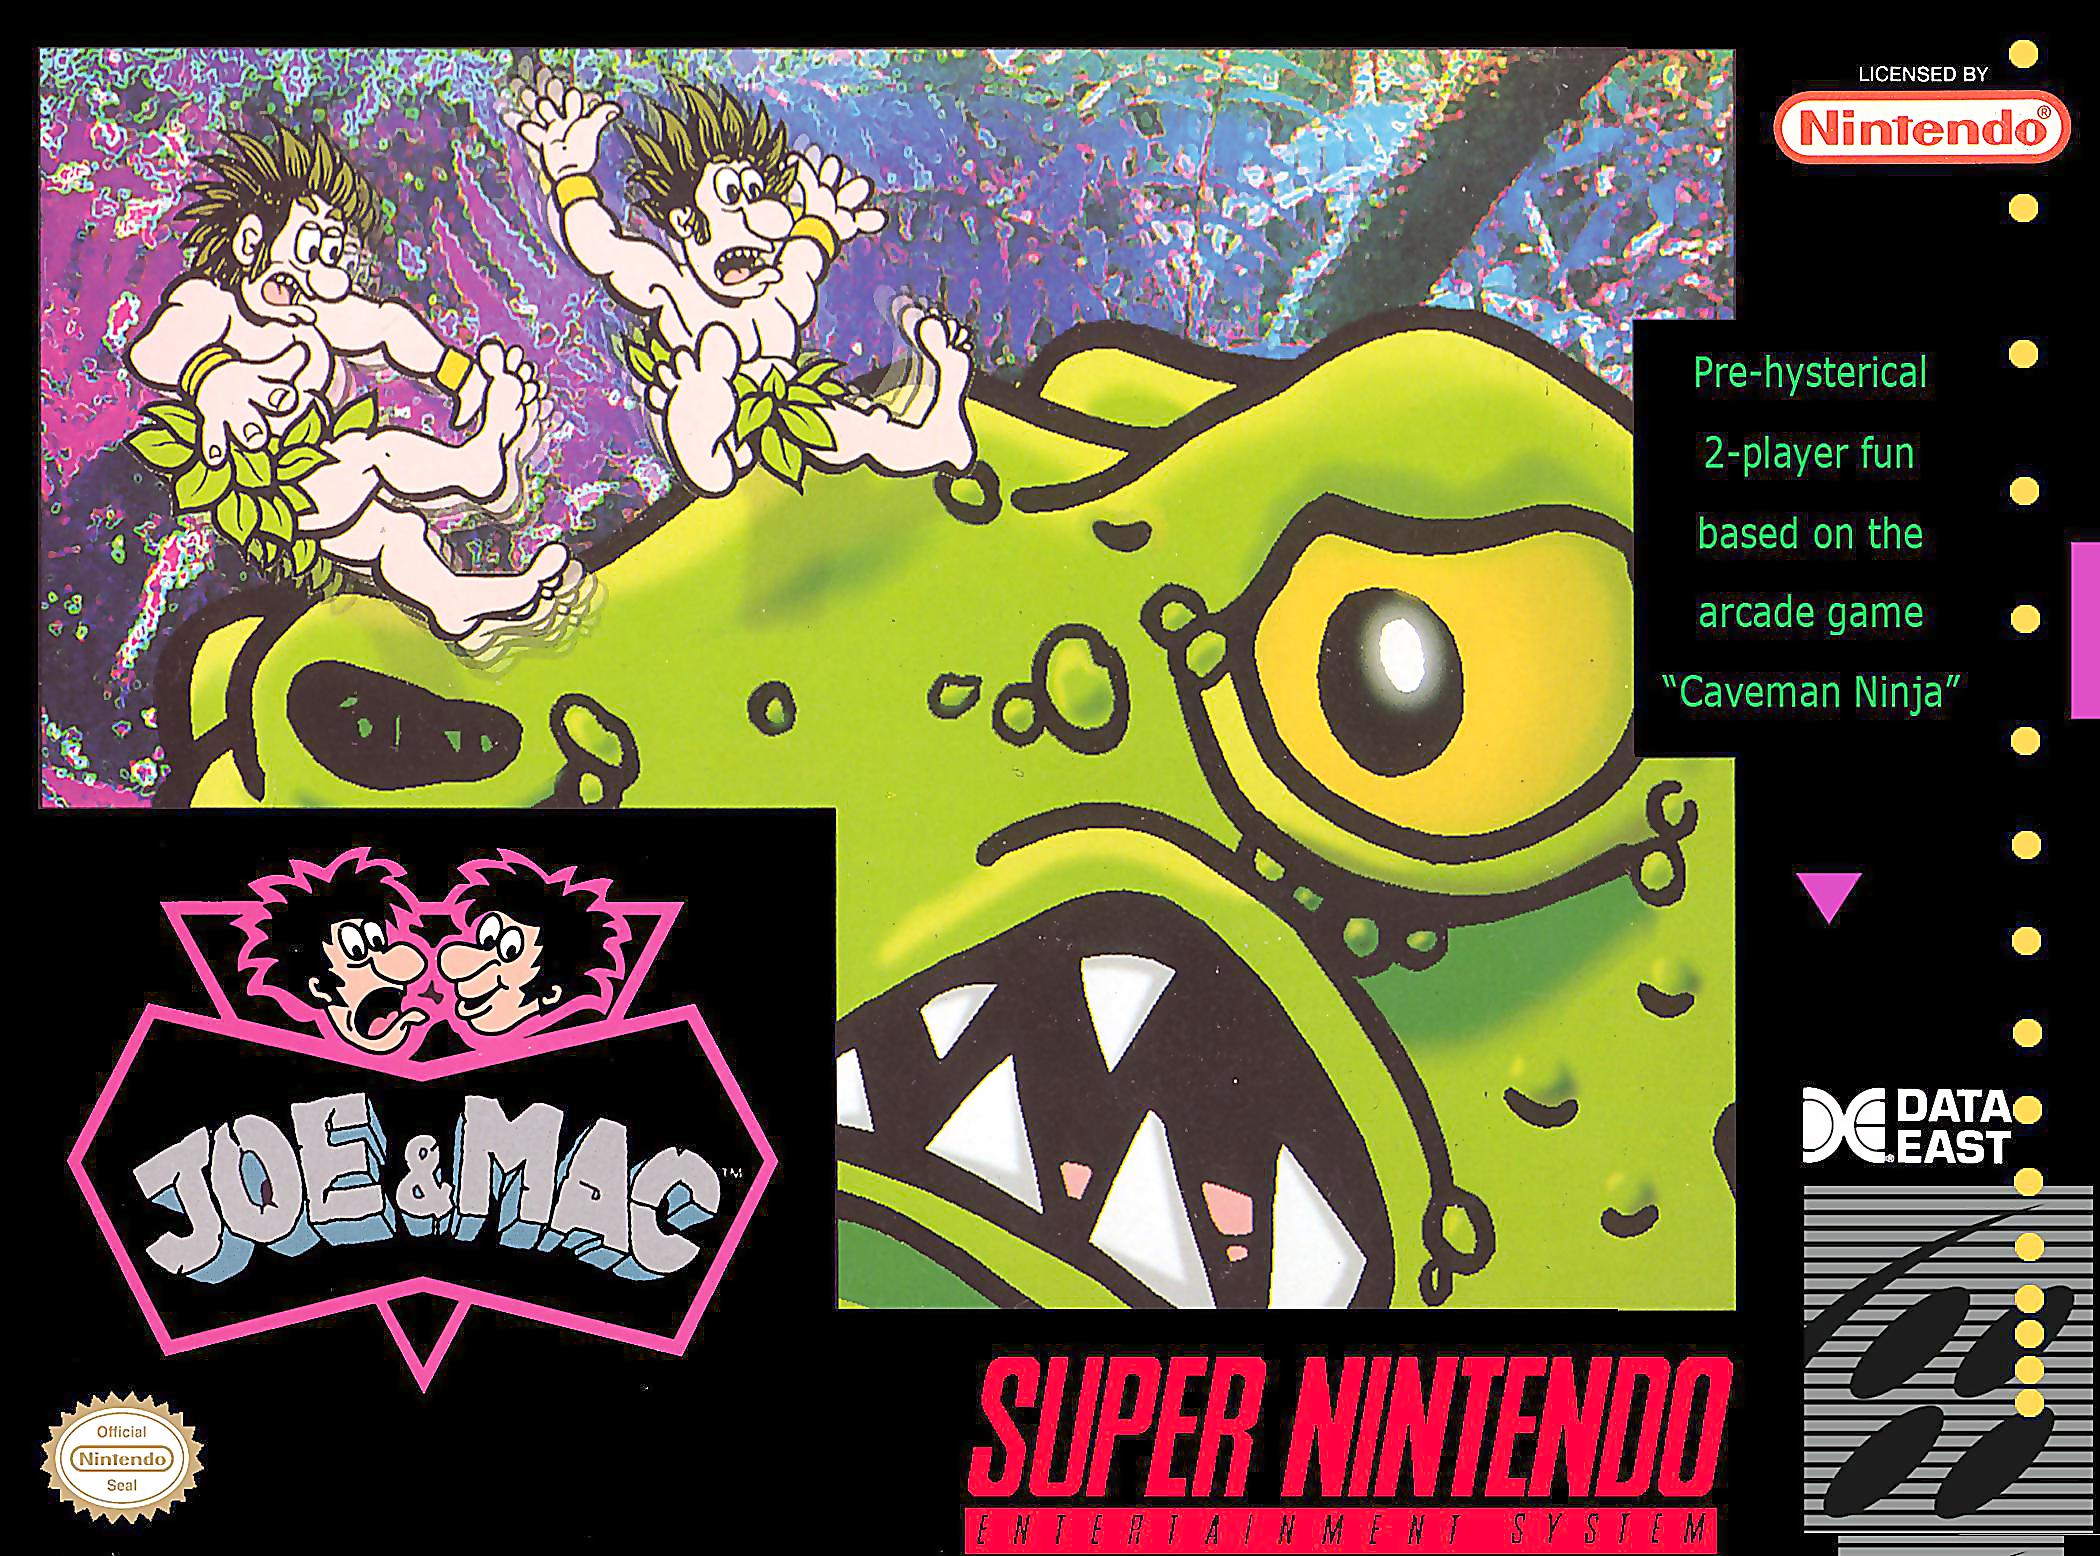 LICENSED BY
Nintendo®
Pre-hysterical
2-player fun
based on the
arcade game
“Caveman Ninja”
JOE & MAC™
DATA
EAST
Official
Nintendo
Seal
SUPER NINTENDO
ENTERTAINMENT SYSTEM